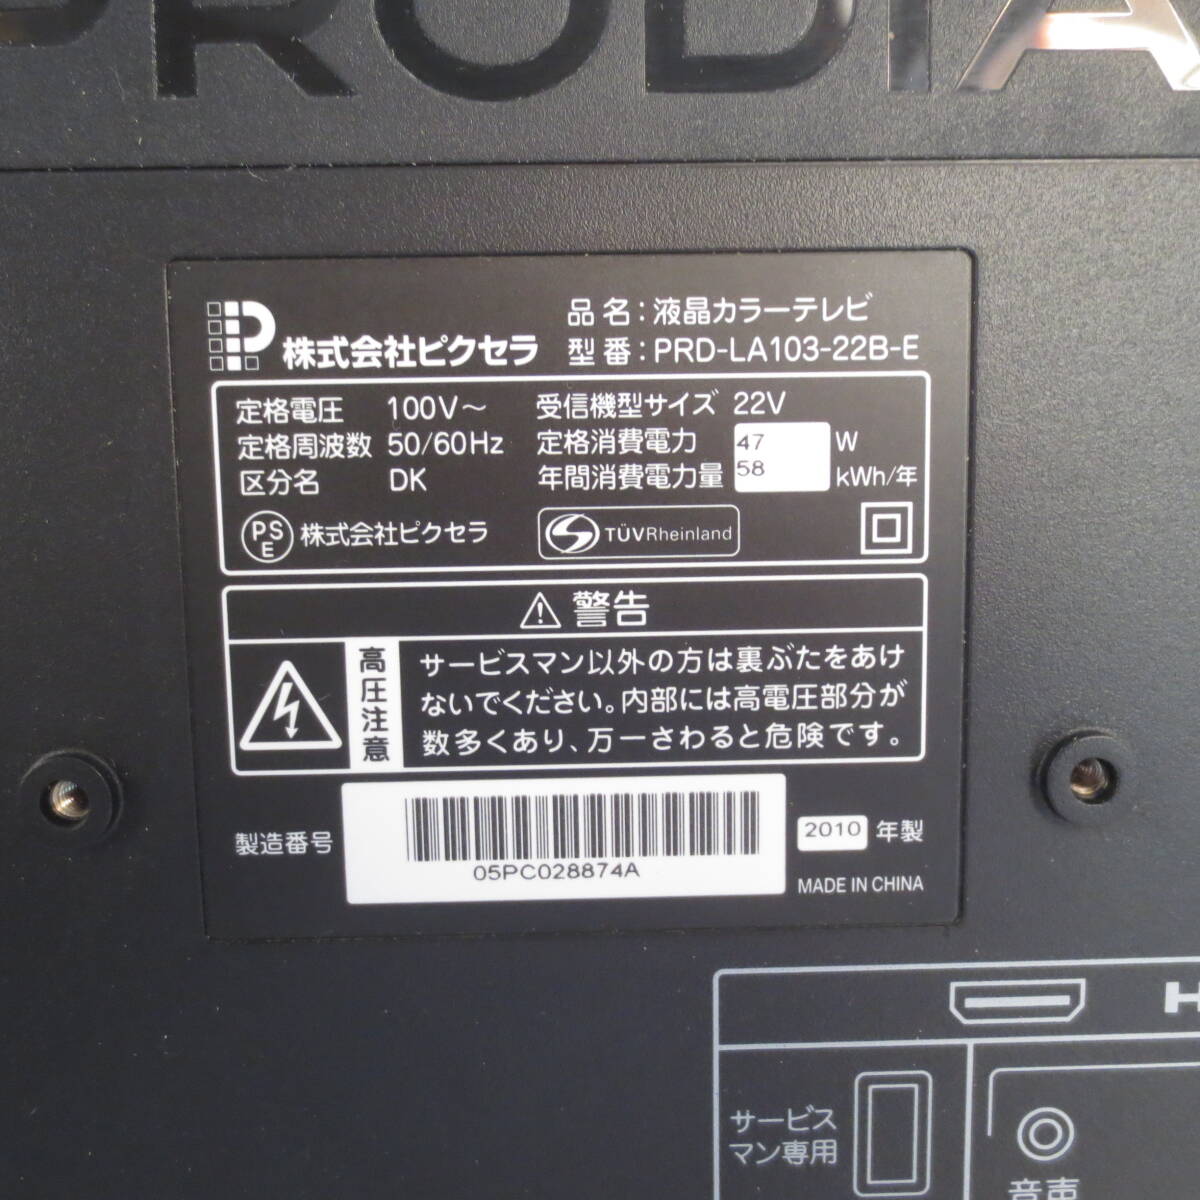 PRODIA
品名：液晶カラーテレビ
株式会社ピクセラ 型番：PRD-LA103-22B-E
定格電圧 100V～ 受信機型サイズ 22V
定格周波数 50/60Hz 定格消費電力 47 W
区分名 DK 年間消費電力量 58 kWh/年
PSE 株式会社ピクセラ TÜVRheinland
警告
高圧注意
サービスマン以外の方は裏ぶたをあけ
ないでください。内部には高電圧部分が
数多くあり、万一さわると危険です。
製造番号 05PC028874A 2010 年製
MADE IN CHINA
H
サービス
マン専用
音声